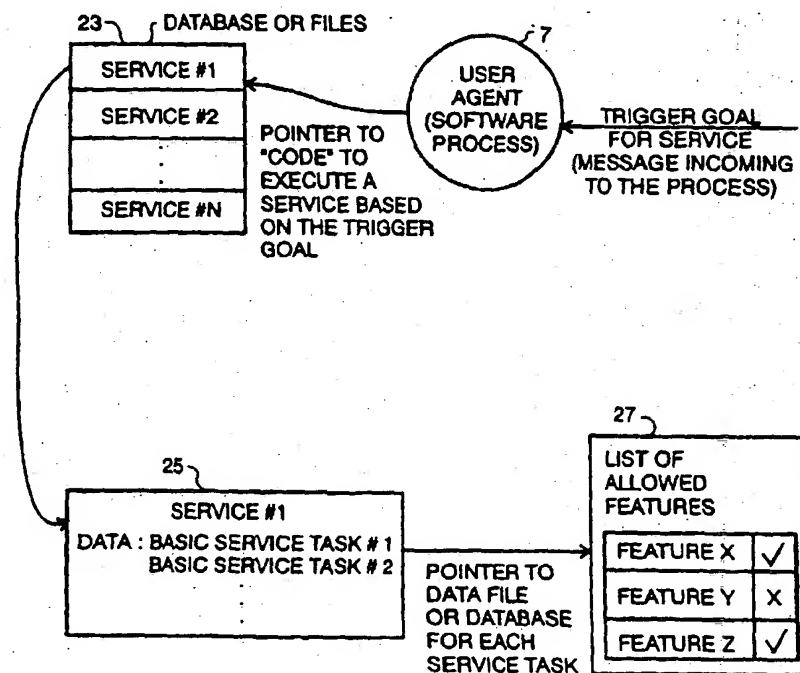 23 DATABASE OR FILES
SERVICE #1
SERVICE #2
SERVICE #N
POINTER TO
"CODE" TO
EXECUTE A
SERVICE BASED
ON THE TRIGGER
GOAL
7
USER
AGENT
(SOFTWARE
PROCESS)
TRIGGER GOAL
FOR SERVICE
(MESSAGE INCOMING
TO THE PROCESS)
25
SERVICE #1
DATA : BASIC SERVICE TASK # 1
BASIC SERVICE TASK # 2
POINTER TO
DATA FILE
OR DATABASE
FOR EACH
SERVICE TASK
27
LIST OF
ALLOWED
FEATURES
FEATURE X ✓
FEATURE Y X
FEATURE Z ✓